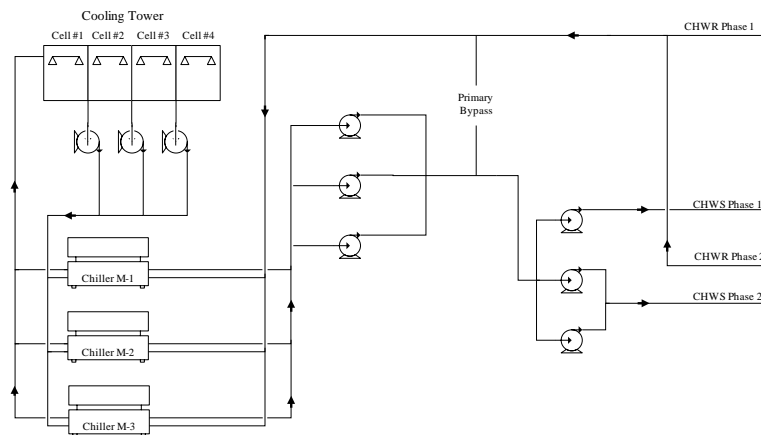 Cooling Tower
Cell #1 Cell #2 Cell #3 Cell #4
CHWR Phase 1
Primary
Bypass
CHWS Phase 1
CHWR Phase 2
Chiller M-1
CHWS Phase 2
Chiller M-2
Chiller M-3